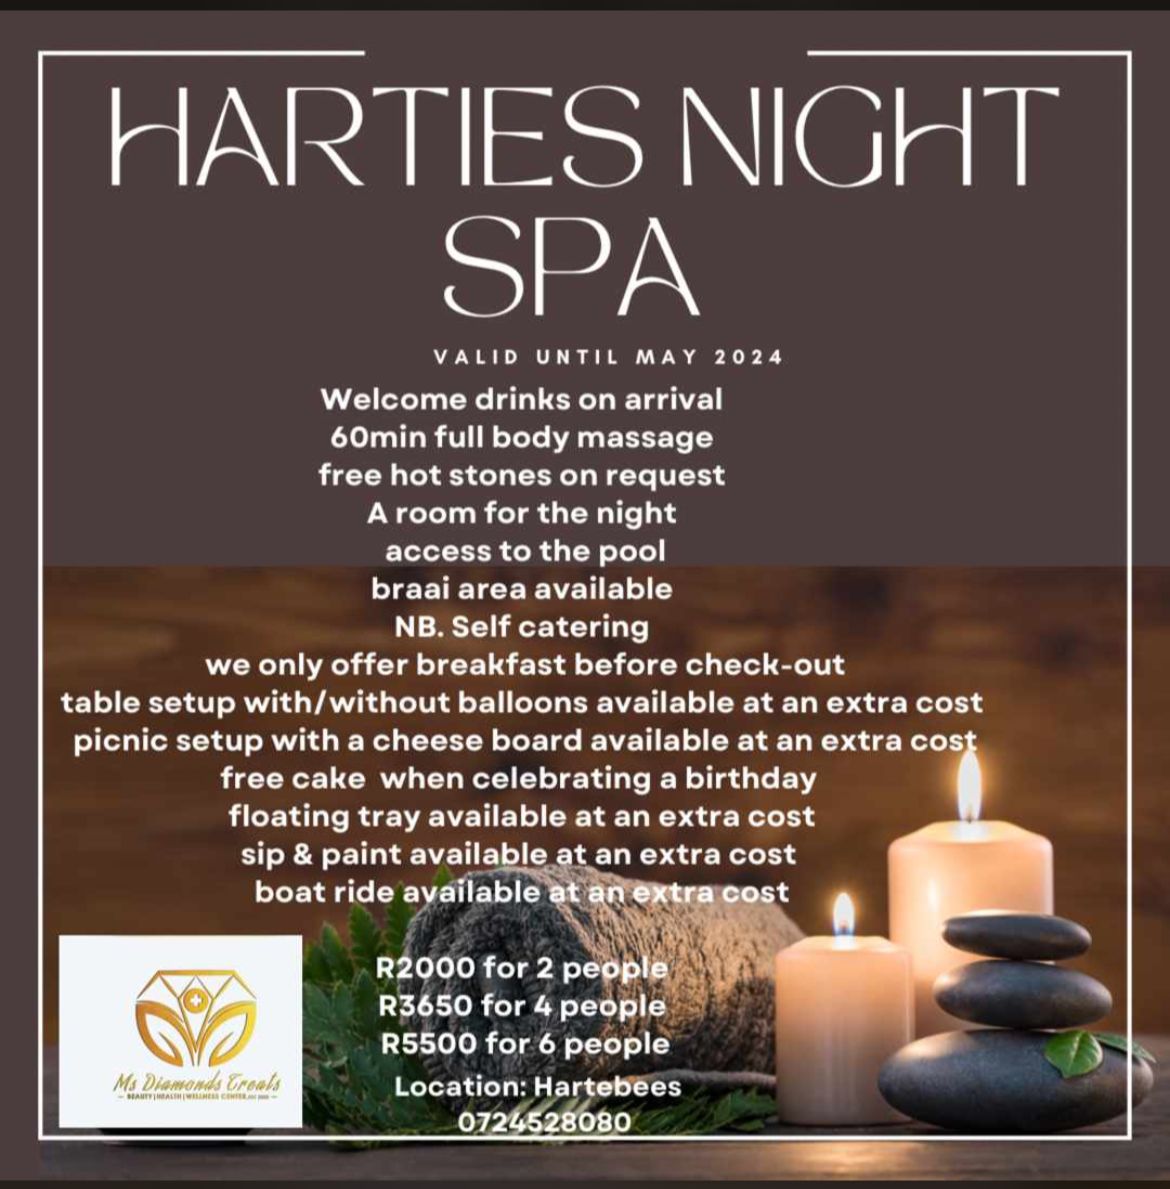 HARTIES NIGHT
SPA
VALID UNTIL MAY 2024
Welcome drinks on arrival
60min full body massage
free hot stones on request
A room for the night
access to the pool
braai area available
NB. Self catering
we only offer breakfast before check-out
table setup with/without balloons available at an extra cost
picnic setup with a cheese board available at an extra cost
free cake when celebrating a birthday
floating tray available at an extra cost
sip & paint available at an extra cost
boat ride available at an extra cost
R2000 for 2 people
R3650 for 4 people
R5500 for 6 people
Location: Hartebees
0724528080
Ms Diamonds Treats
BEAUTY | HEALTH | WELLNESS CENTER